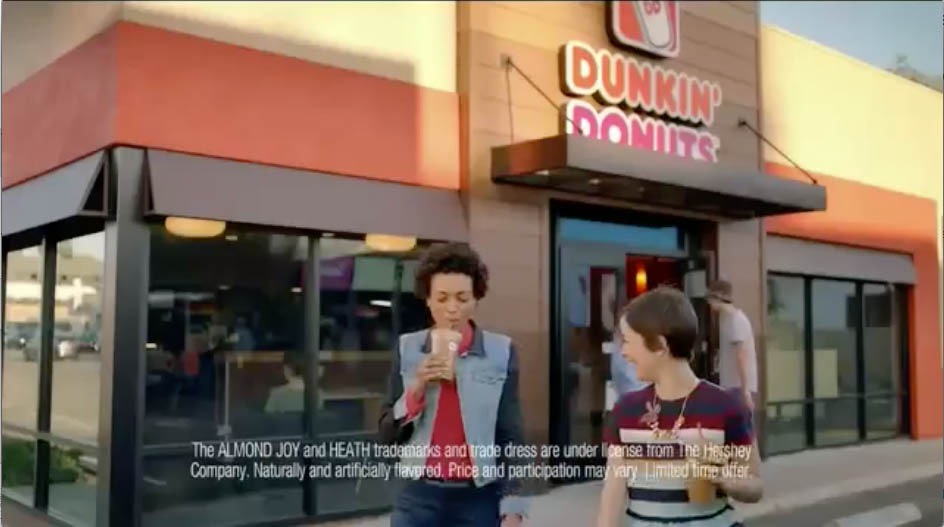 DD
DUNKIN'
DONUTS
The ALMOND JOY and HEATH trademarks and trade dress are under license from The Hershey
Company. Naturally and artificially flavored. Price and participation may vary. Limited time offer.